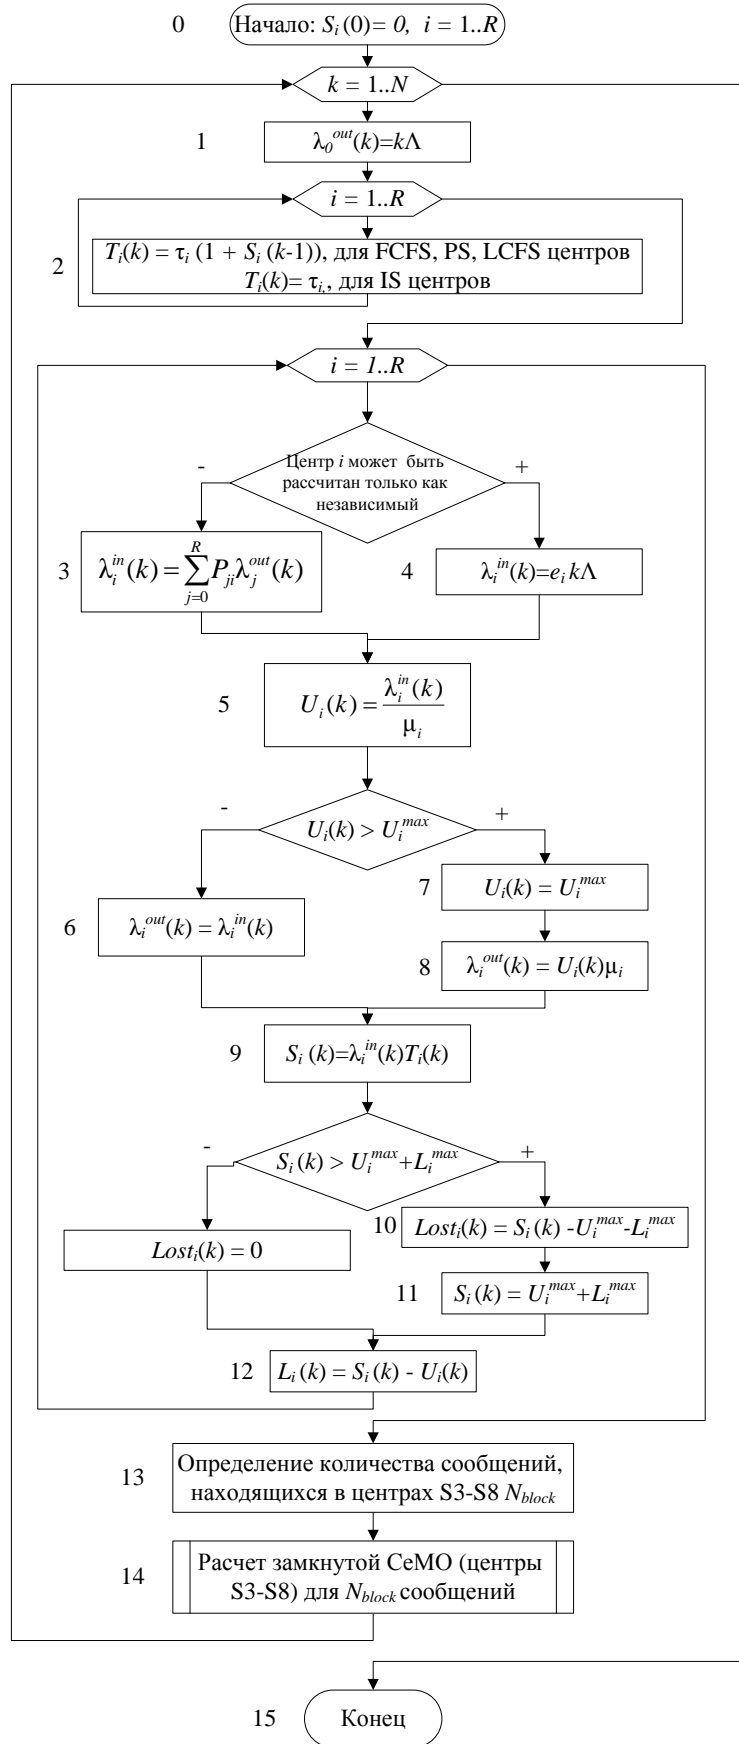 0 Начало: S_i(0)= 0, i = 1..R
k = 1..N
1 λ_0^out(k)=kΛ
i = 1..R
2 T_i(k) = τ_i (1 + S_i (k-1)), для FCFS, PS, LCFS центров
T_i(k)= τ_i,, для IS центров
i = 1..R
- Центр i может быть +
рассчитан только как
независимый
3 λ_i^in(k) = ∑_{j=0}^{R} P_ji λ_j^out(k) 4 λ_i^in(k)=e_i kΛ
5 U_i(k) = λ_i^in(k) / μ_i
- U_i(k) > U_i^max +
7 U_i(k) = U_i^max
6 λ_i^out(k) = λ_i^in(k)
8 λ_i^out(k) = U_i(k)μ_i
9 S_i (k)=λ_i^in(k)T_i(k)
- S_i (k) > U_i^max+L_i^max +
Lost_i(k) = 0 10 Lost_i(k) = S_i (k) -U_i^max-L_i^max
11 S_i (k) = U_i^max+L_i^max
12 L_i (k) = S_i (k) - U_i(k)
13 Определение количества сообщений,
находящихся в центрах S3-S8 N_block
14 Расчет замкнутой СеМО (центры
S3-S8) для N_block сообщений
15 Конец